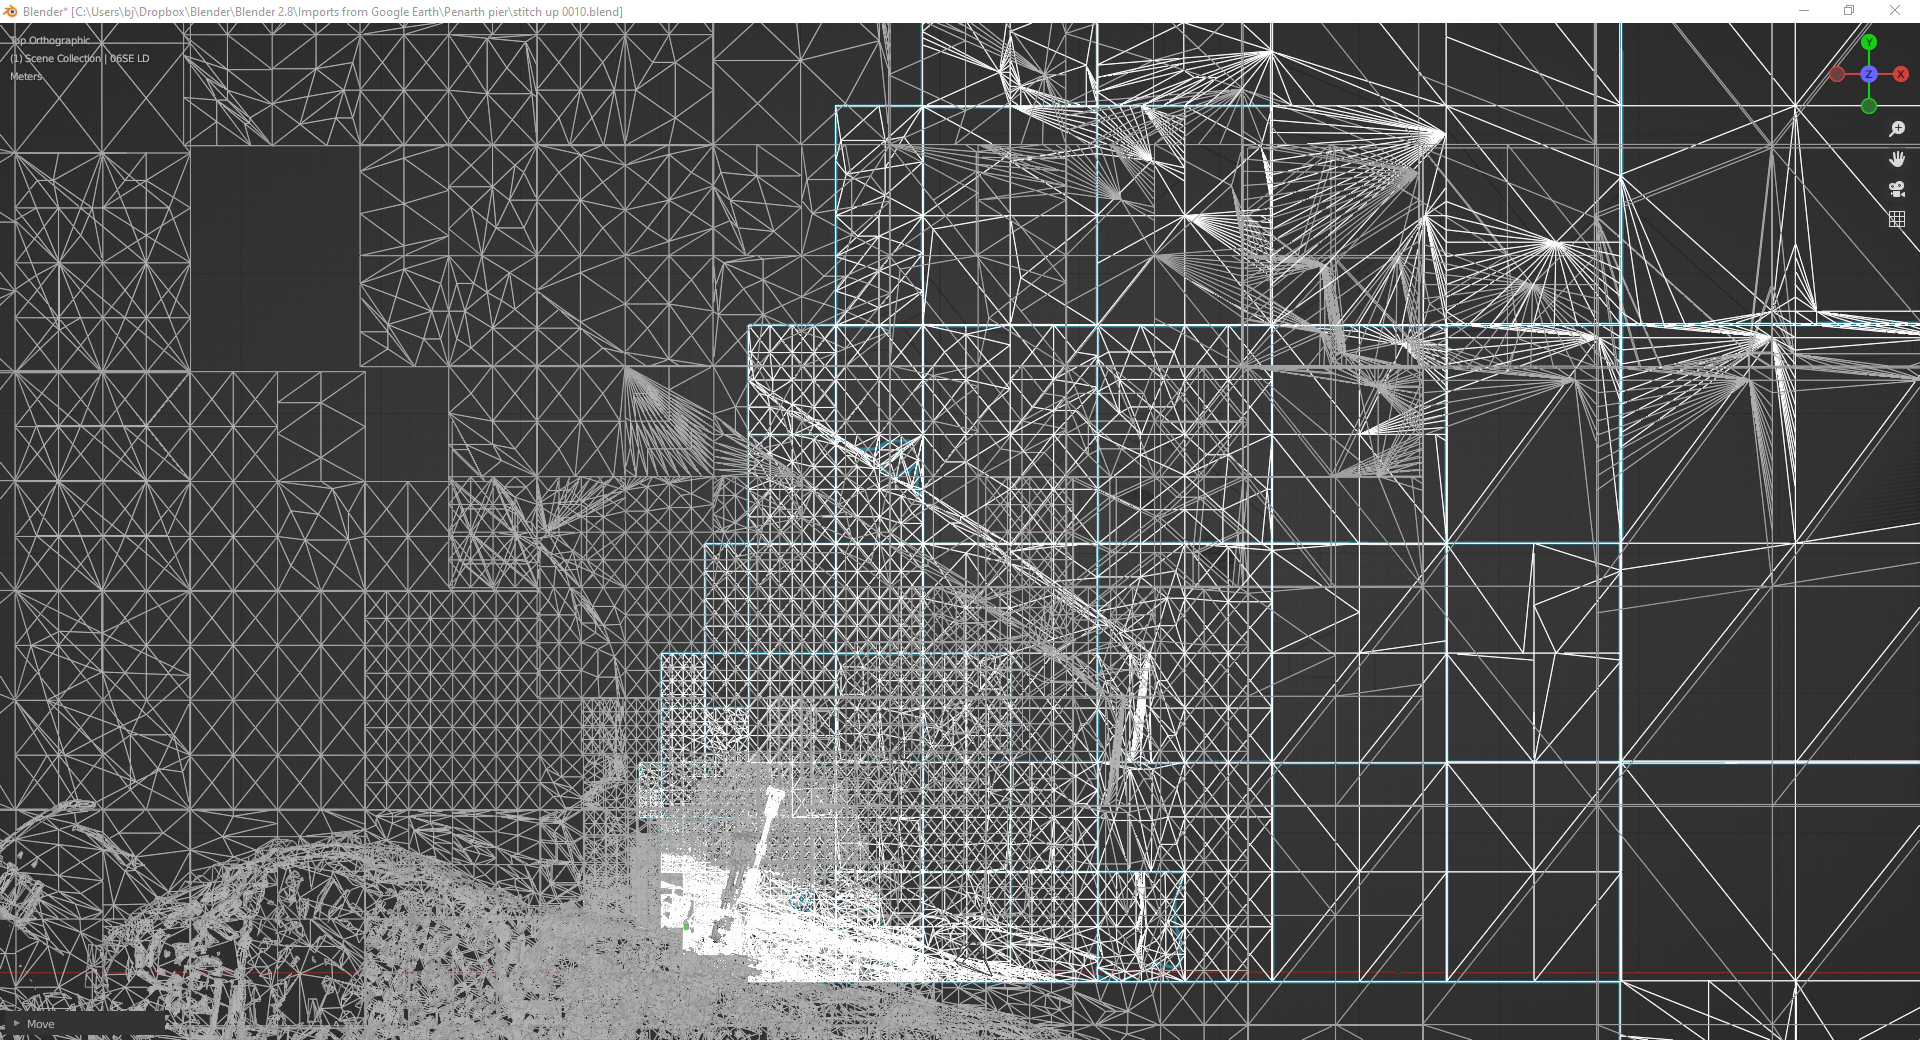 Blender* [C:\Users\bj\Dropbox\Blender\Blender 2.8\Imports from Google Earth\Penarth pier\stitch up 0010.blend]
Top Orthographic
(1) Scene Collection | 06SE LD
Meters
Y
Z
X
Move